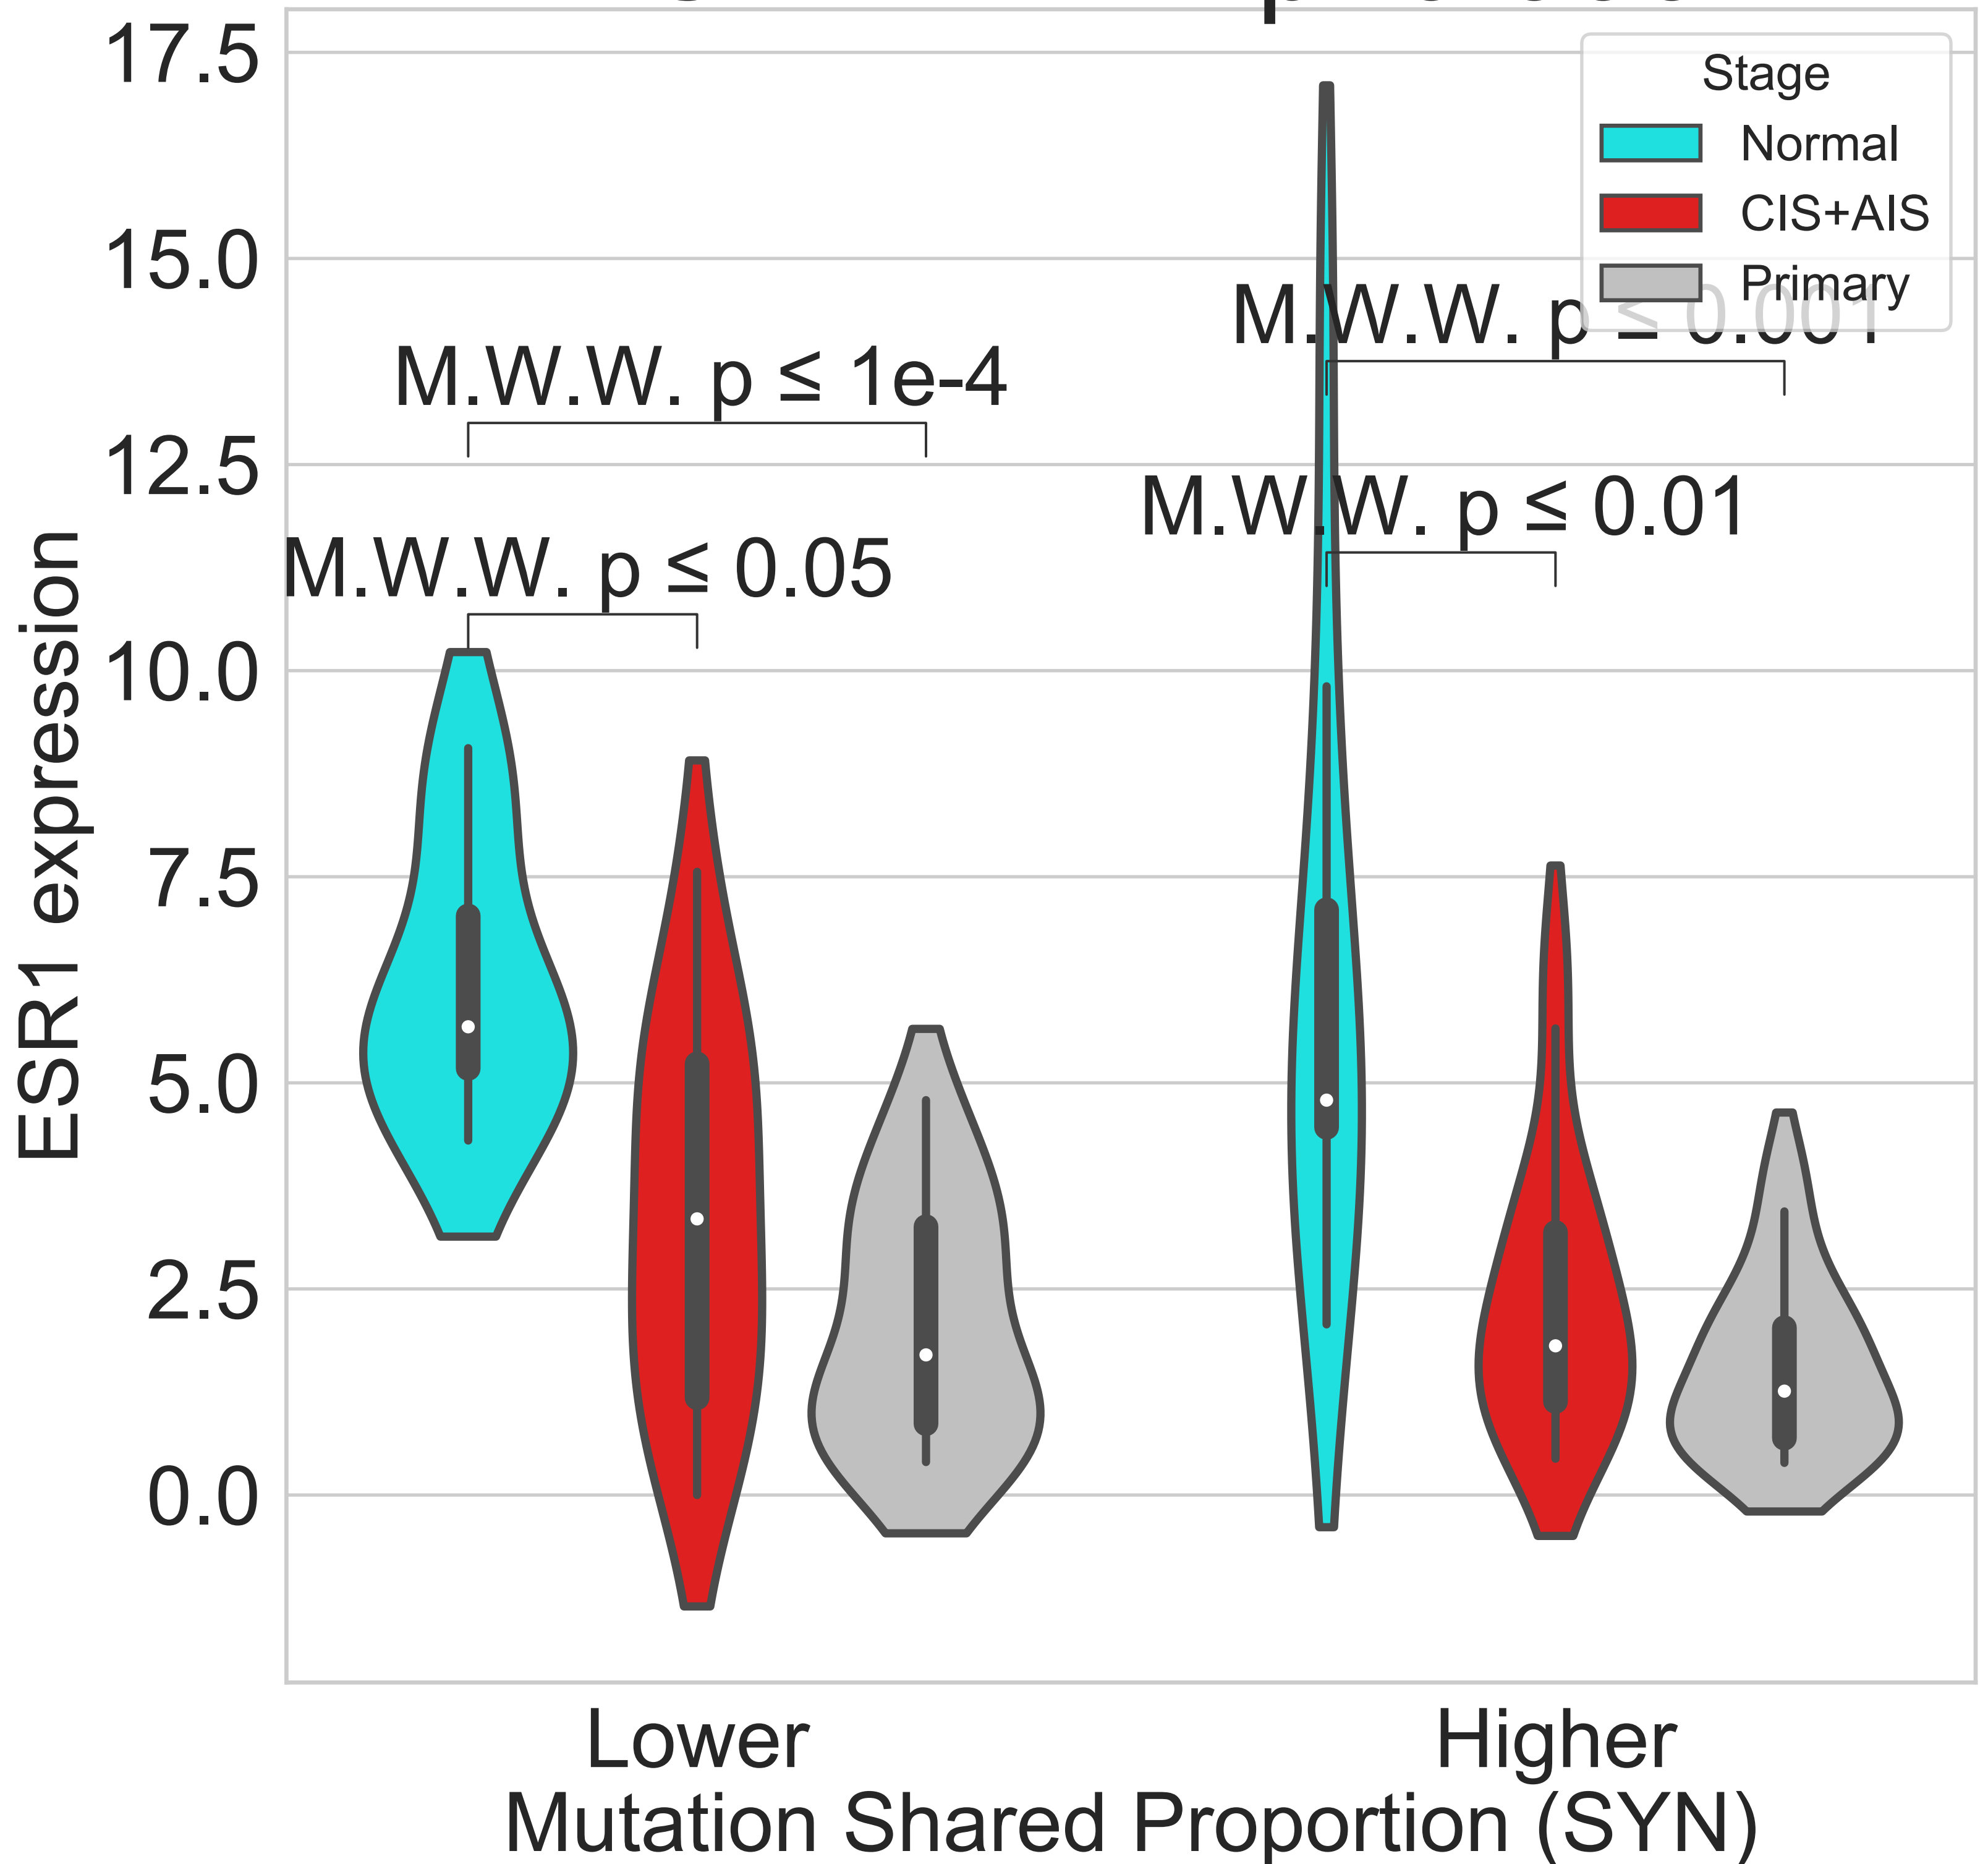 17.5
15.0
12.5
10.0
7.5
5.0
2.5
0.0
ESR1 expression
Stage
Normal
CIS+AIS
Primary
M.W.W. p ≤ 0.001
M.W.W. p ≤ 1e-4
M.W.W. p ≤ 0.01
M.W.W. p ≤ 0.05
Lower
Higher
Mutation Shared Proportion (SYN)